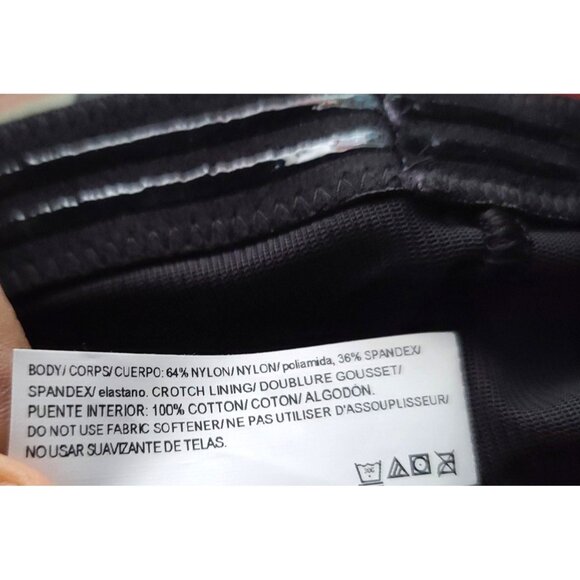 BODY/ CORPS/ CUERPO: 64% NYLON/ NYLON/ poliamida, 36% SPANDEX/
SPANDEX/ elastano. CROTCH LINING/ DOUBLURE GOUSSET/
PUENTE INTERIOR: 100% COTTON/ COTON/ ALGODÓN.
DO NOT USE FABRIC SOFTENER/ NE PAS UTILISER D'ASSOUPLISSEUR/
NO USAR SUAVIZANTE DE TELAS.